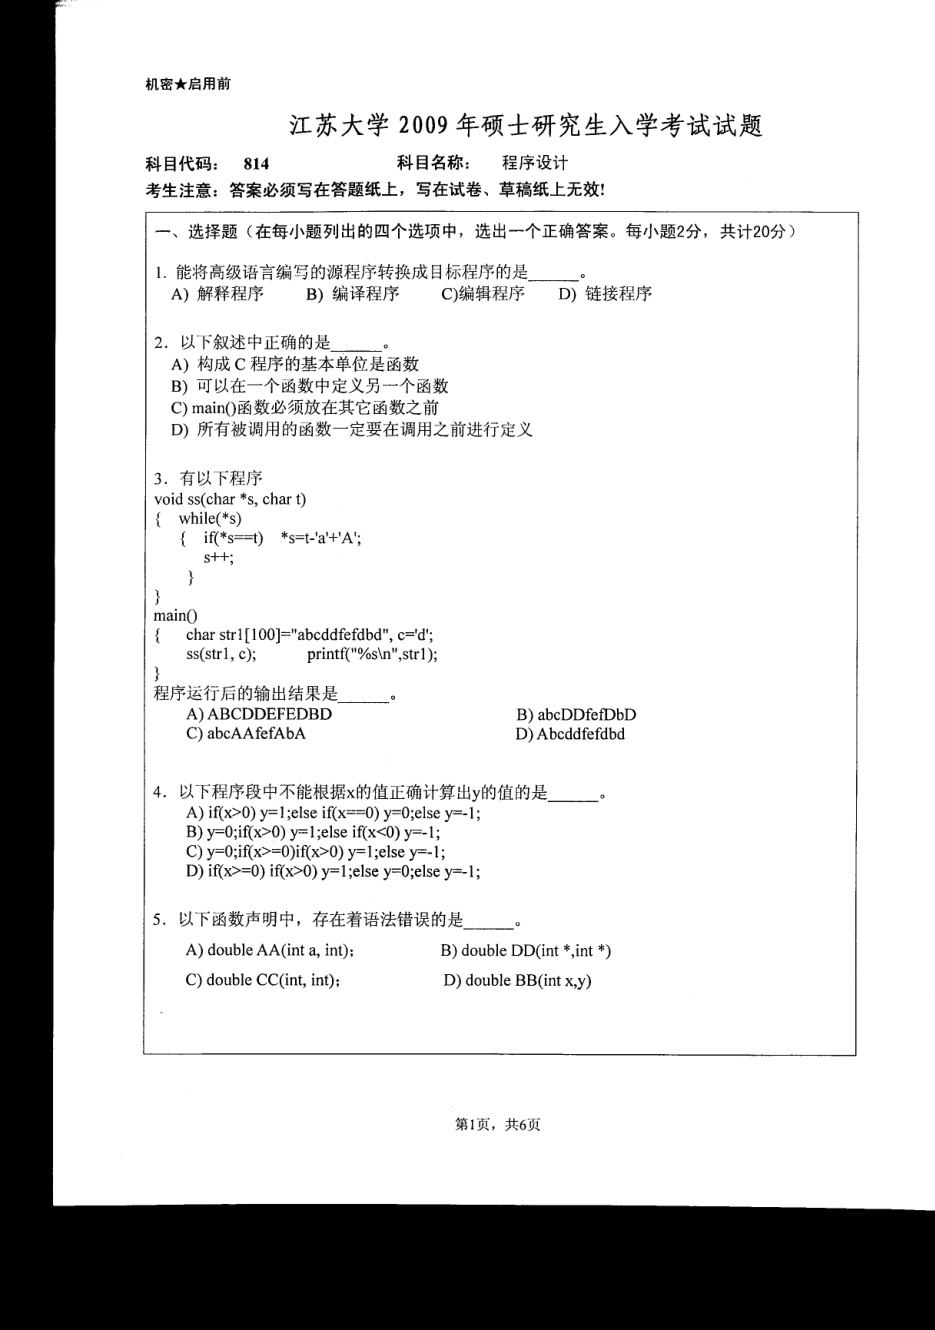 机密★启用前
江苏大学 2009 年硕士研究生入学考试试题
科目代码： 814 科目名称： 程序设计
考生注意：答案必须写在答题纸上，写在试卷、草稿纸上无效!
一、选择题（在每小题列出的四个选项中，选出一个正确答案。每小题2分，共计20分）
1. 能将高级语言编写的源程序转换成目标程序的是______。
A) 解释程序 B) 编译程序 C)编辑程序 D) 链接程序
2．以下叙述中正确的是______。
A) 构成 C 程序的基本单位是函数
B) 可以在一个函数中定义另一个函数
C) main()函数必须放在其它函数之前
D) 所有被调用的函数一定要在调用之前进行定义
3．有以下程序
void ss(char *s, char t)
{ while(*s)
{ if(*s==t) *s=t-'a'+'A';
s++;
}
}
main()
{ char str1[100]="abcddfefdbd", c='d';
ss(str1, c); printf("%s\n",str1);
}
程序运行后的输出结果是______。
A) ABCDDEFEDBD B) abcDDfefDbD
C) abcAAfefAbA D) Abcddfefdbd
4．以下程序段中不能根据x的值正确计算出y的值的是______。
A) if(x>0) y=1;else if(x==0) y=0;else y=-1;
B) y=0;if(x>0) y=1;else if(x<0) y=-1;
C) y=0;if(x>=0)if(x>0) y=1;else y=-1;
D) if(x>=0) if(x>0) y=1;else y=0;else y=-1;
5．以下函数声明中，存在着语法错误的是______。
A) double AA(int a, int); B) double DD(int *,int *)
C) double CC(int, int); D) double BB(int x,y)
第1页，共6页